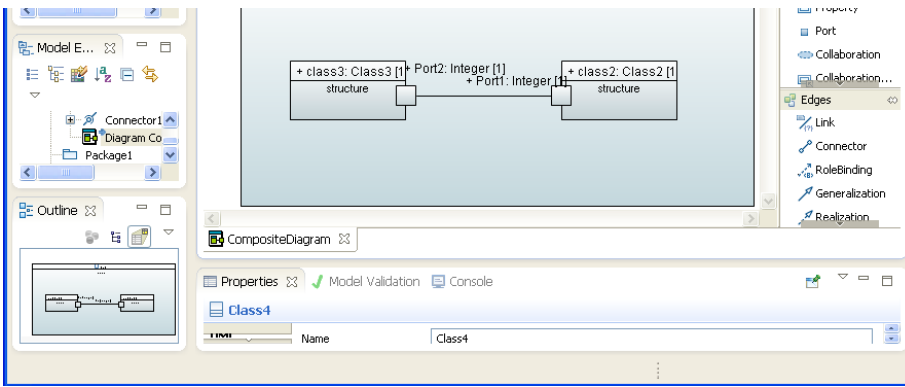 Property
Port
Collaboration
Collaboration...
Edges
Link
Connector
RoleBinding
Generalization
Realization
Model E...
Connector1
Diagram Co
Package1
+ class3: Class3 [1
structure
+ Port2: Integer [1]
+ Port1: Integer [1]
+ class2: Class2 [1
structure
Outline
CompositeDiagram
Properties
Model Validation
Console
Class4
Name
Class4